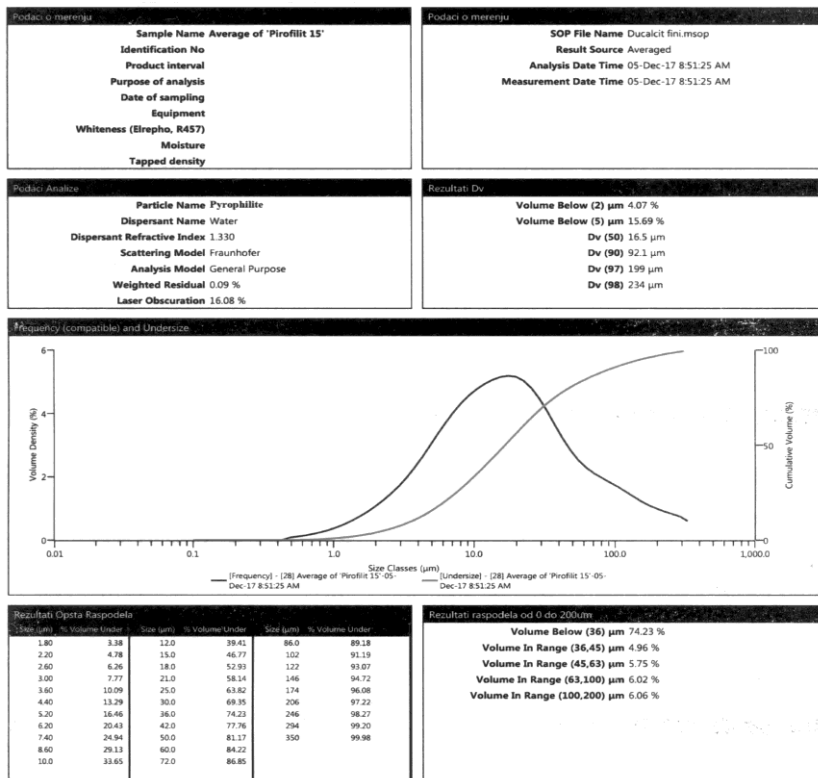 Podaci o merenju
Sample Name Average of 'Pirofilit 15'
Identification No
Product interval
Purpose of analysis
Date of sampling
Equipment
Whiteness (Elrepho, R457)
Moisture
Tapped density
Podaci o merenju
SOP File Name Ducalcit fini.msop
Result Source Averaged
Analysis Date Time 05-Dec-17 8:51:25 AM
Measurement Date Time 05-Dec-17 8:51:25 AM
Podaci Analize
Particle Name Pyrophilite
Dispersant Name Water
Dispersant Refractive Index 1.330
Scattering Model Fraunhofer
Analysis Model General Purpose
Weighted Residual 0.09 %
Laser Obscuration 16.08 %
Rezultati Dv
Volume Below (2) µm 4.07 %
Volume Below (5) µm 15.69 %
Dv (50) 16.5 µm
Dv (90) 92.1 µm
Dv (97) 199 µm
Dv (98) 234 µm
Frequency (compatible) and Undersize
Volume Density (%)
6
4
2
0
0.01 0.1 1.0 10.0 100.0 1,000.0
Size Classes (µm)
100
50
0
Cumulative Volume (%)
[Frequency] - [28] Average of 'Pirofilit 15'-05-
Dec-17 8:51:25 AM
[Undersize] - [28] Average of 'Pirofilit 15'-05-
Dec-17 8:51:25 AM
Rezultati Opsta Raspodela
Size (µm) % Volume Under Size (µm) % Volume Under Size (µm) % Volume Under
1.80 3.38 12.0 39.41 86.0 89.18
2.20 4.78 15.0 46.77 102 91.19
2.60 6.26 18.0 52.93 122 93.07
3.00 7.77 21.0 58.14 146 94.72
3.60 10.09 25.0 63.82 174 96.08
4.40 13.29 30.0 69.35 206 97.22
5.20 16.46 36.0 74.23 246 98.27
6.20 20.43 42.0 77.76 294 99.20
7.40 24.94 50.0 81.17 350 99.98
8.60 29.13 60.0 84.22
10.0 33.65 72.0 86.85
Rezultati raspodela od 0 do 200um
Volume Below (36) µm 74.23 %
Volume In Range (36,45) µm 4.96 %
Volume In Range (45,63) µm 5.75 %
Volume In Range (63,100) µm 6.02 %
Volume In Range (100,200) µm 6.06 %